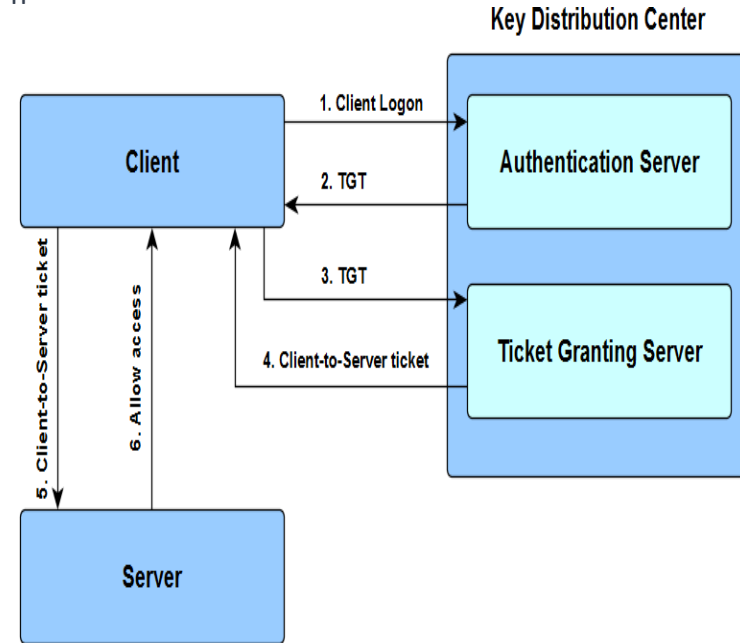 Key Distribution Center
1. Client Logon
Client
Authentication Server
2. TGT
3. TGT
4. Client-to-Server ticket
Ticket Granting Server
5. Client-to-Server ticket
6. Allow access
Server